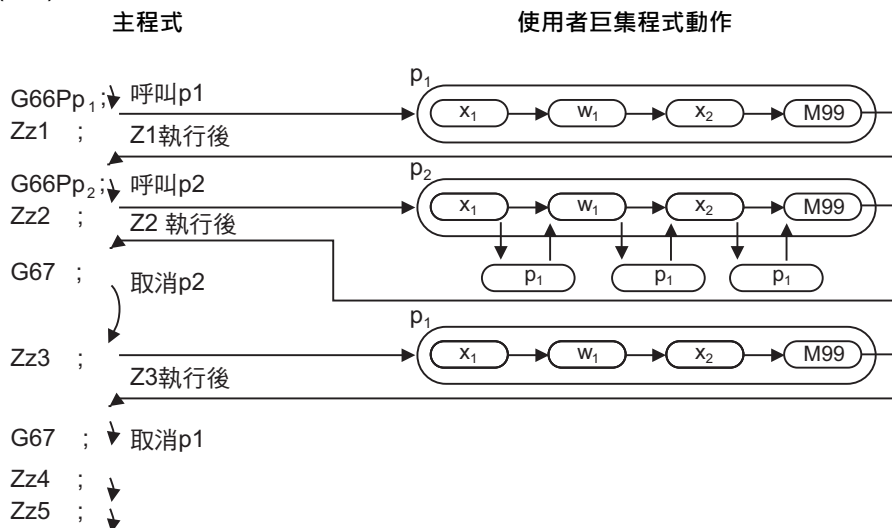 主程式 使用者巨集程式動作
p1
G66Pp1; 呼叫p1 x1 w1 x2 M99
Zz1 ; Z1執行後
p2
G66Pp2; 呼叫p2 x1 w1 x2 M99
Zz2 ; Z2 執行後
G67 ; 取消p2 p1 p1 p1
p1
Zz3 ; x1 w1 x2 M99
Z3執行後
G67 ; 取消p1
Zz4 ;
Zz5 ;